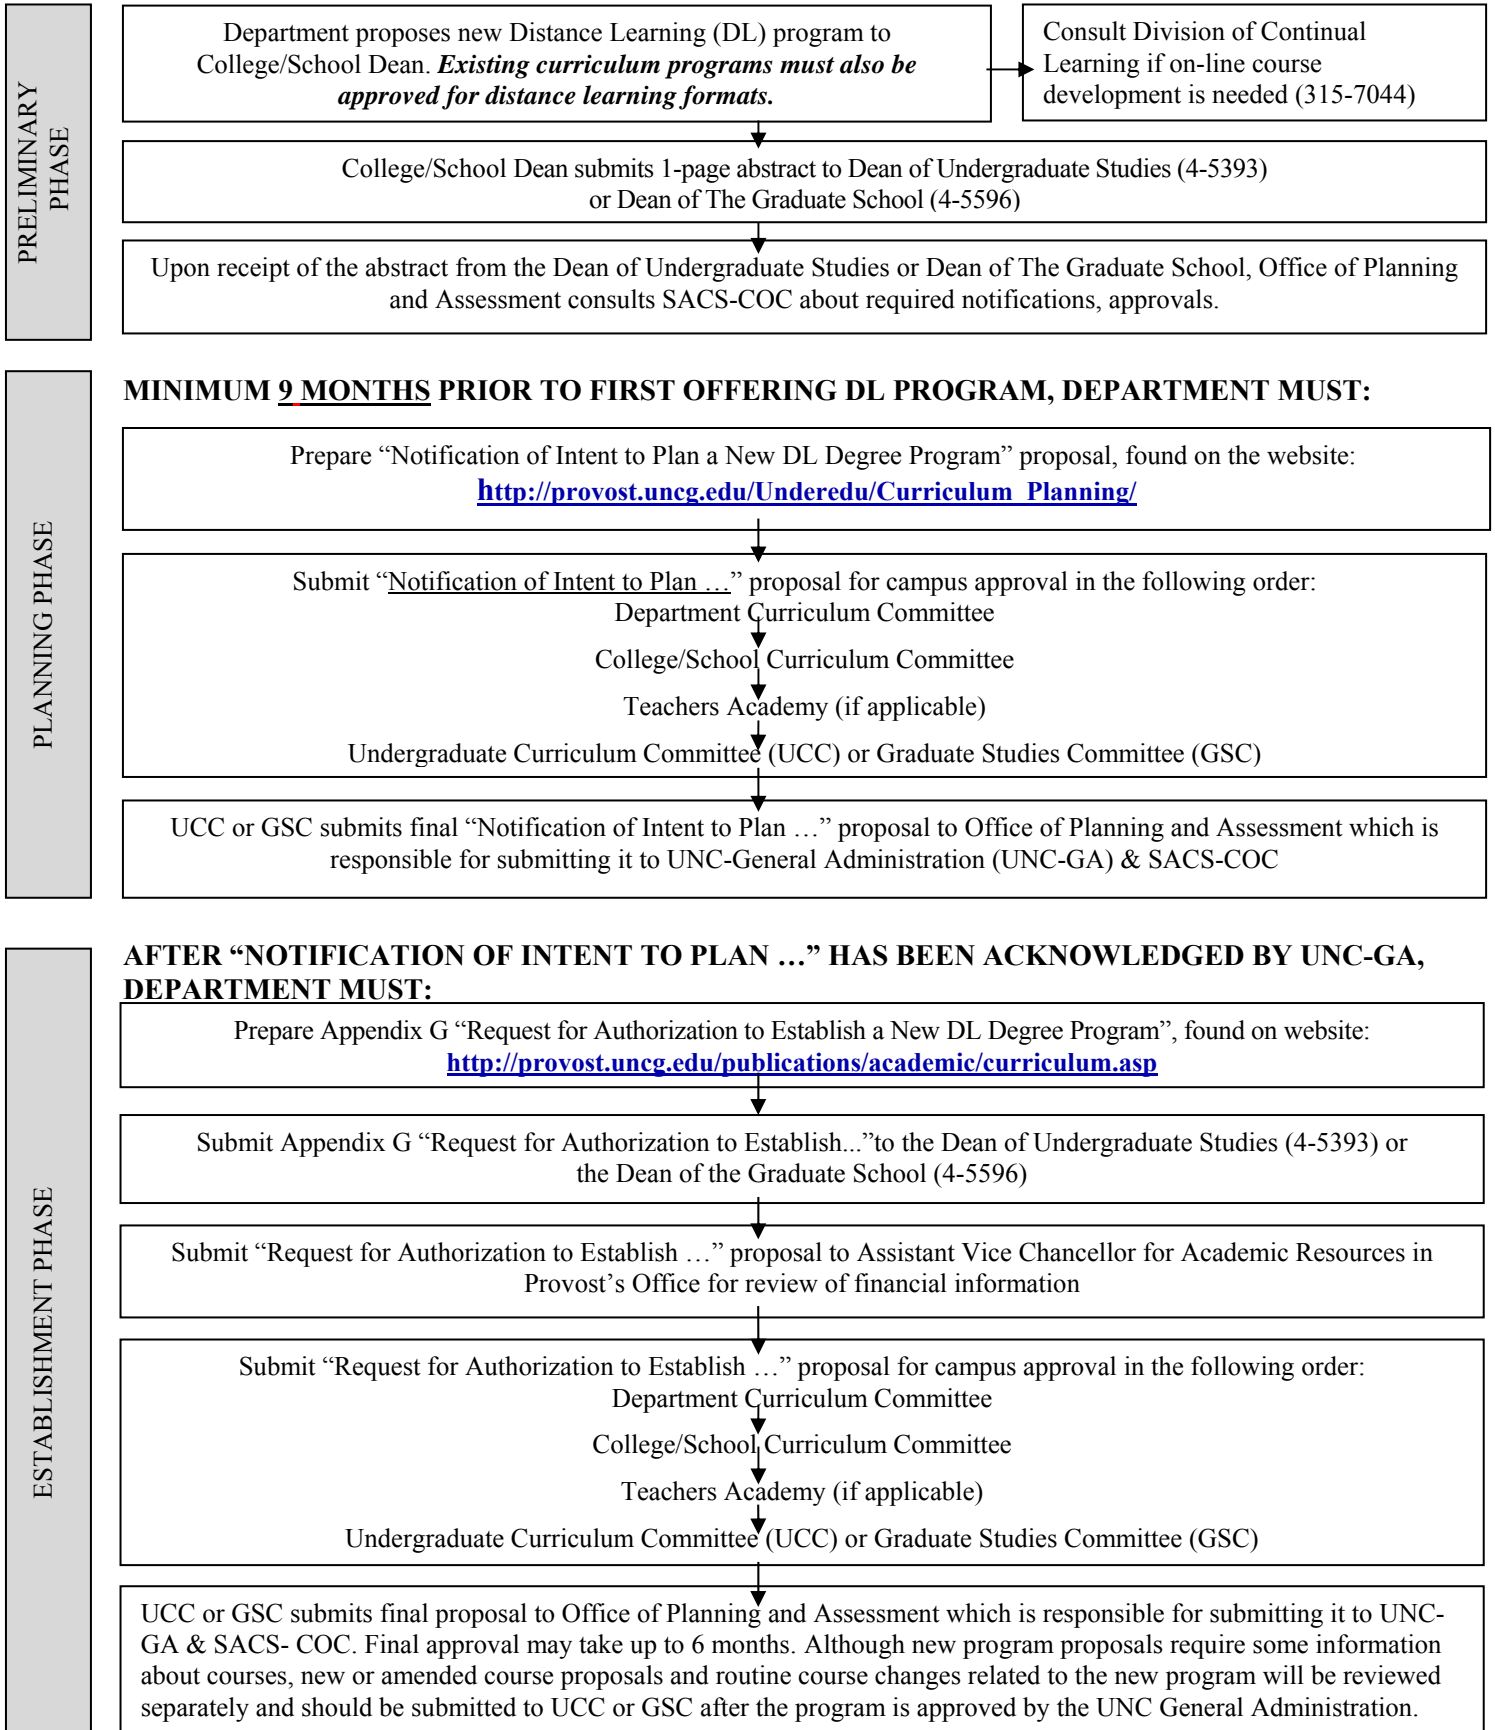 PRELIMINARY
PHASE
Department proposes new Distance Learning (DL) program to
College/School Dean. Existing curriculum programs must also be
approved for distance learning formats.
Consult Division of Continual
Learning if on-line course
development is needed (315-7044)
College/School Dean submits 1-page abstract to Dean of Undergraduate Studies (4-5393)
or Dean of The Graduate School (4-5596)
Upon receipt of the abstract from the Dean of Undergraduate Studies or Dean of The Graduate School, Office of Planning
and Assessment consults SACS-COC about required notifications, approvals.
PLANNING PHASE
MINIMUM 9 MONTHS PRIOR TO FIRST OFFERING DL PROGRAM, DEPARTMENT MUST:
Prepare “Notification of Intent to Plan a New DL Degree Program” proposal, found on the website:
http://provost.uncg.edu/Underedu/Curriculum_Planning/
Submit “Notification of Intent to Plan …” proposal for campus approval in the following order:
Department Curriculum Committee
College/School Curriculum Committee
Teachers Academy (if applicable)
Undergraduate Curriculum Committee (UCC) or Graduate Studies Committee (GSC)
UCC or GSC submits final “Notification of Intent to Plan …” proposal to Office of Planning and Assessment which is
responsible for submitting it to UNC-General Administration (UNC-GA) & SACS-COC
ESTABLISHMENT PHASE
AFTER “NOTIFICATION OF INTENT TO PLAN …” HAS BEEN ACKNOWLEDGED BY UNC-GA,
DEPARTMENT MUST:
Prepare Appendix G “Request for Authorization to Establish a New DL Degree Program”, found on website:
http://provost.uncg.edu/publications/academic/curriculum.asp
Submit Appendix G “Request for Authorization to Establish...”to the Dean of Undergraduate Studies (4-5393) or
the Dean of the Graduate School (4-5596)
Submit “Request for Authorization to Establish …” proposal to Assistant Vice Chancellor for Academic Resources in
Provost’s Office for review of financial information
Submit “Request for Authorization to Establish …” proposal for campus approval in the following order:
Department Curriculum Committee
College/School Curriculum Committee
Teachers Academy (if applicable)
Undergraduate Curriculum Committee (UCC) or Graduate Studies Committee (GSC)
UCC or GSC submits final proposal to Office of Planning and Assessment which is responsible for submitting it to UNC-
GA & SACS- COC. Final approval may take up to 6 months. Although new program proposals require some information
about courses, new or amended course proposals and routine course changes related to the new program will be reviewed
separately and should be submitted to UCC or GSC after the program is approved by the UNC General Administration.